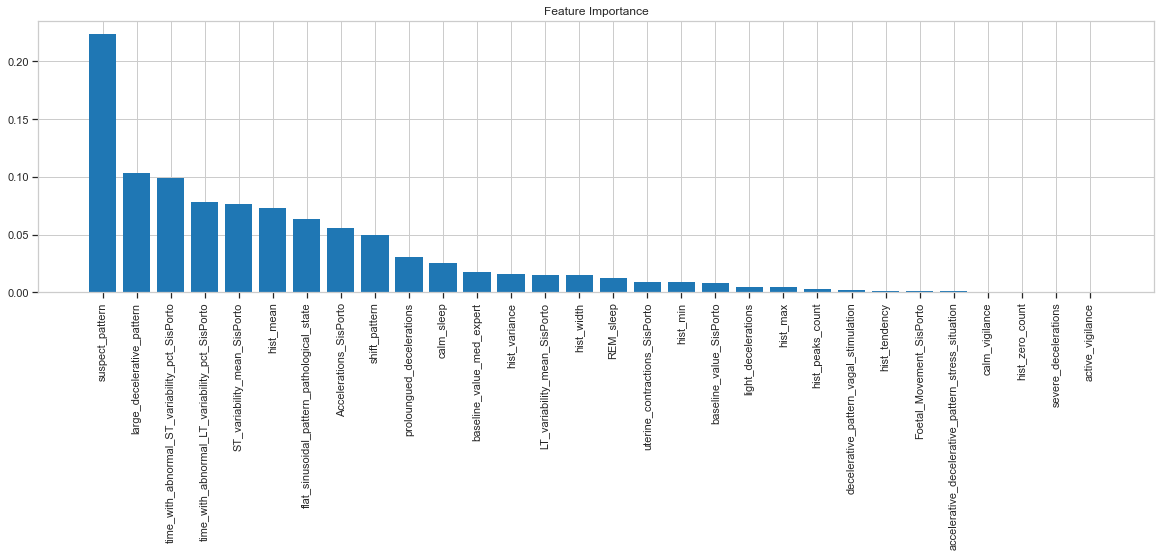 Feature Importance
0.20
0.15
0.10
0.05
0.00
suspect_pattern
large_decelerative_pattern
time_with_abnormal_ST_variability_pct_SisPorto
time_with_abnormal_LT_variability_pct_SisPorto
ST_variability_mean_SisPorto
hist_mean
flat_sinusoidal_pattern_pathological_state
Accelerations_SisPorto
shift_pattern
proloungued_decelerations
calm_sleep
baseline_value_med_expert
hist_variance
LT_variability_mean_SisPorto
hist_width
REM_sleep
uterine_contractions_SisPorto
hist_min
baseline_value_SisPorto
light_decelerations
hist_max
hist_peaks_count
decelerative_pattern_vagal_stimulation
hist_tendency
Foetal_Movement_SisPorto
accelerative_decelerative_pattern_stress_situation
calm_vigilance
hist_zero_count
severe_decelerations
active_vigilance